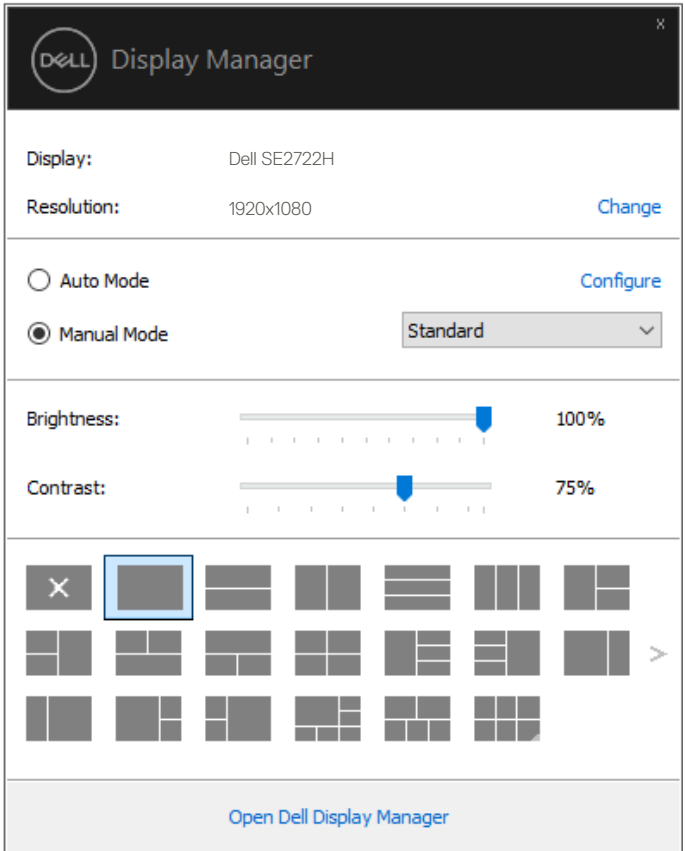 x
DELL Display Manager
Display: Dell SE2722H
Resolution: 1920x1080 Change
Auto Mode Configure
Manual Mode Standard
Brightness: 100%
Contrast: 75%
Open Dell Display Manager